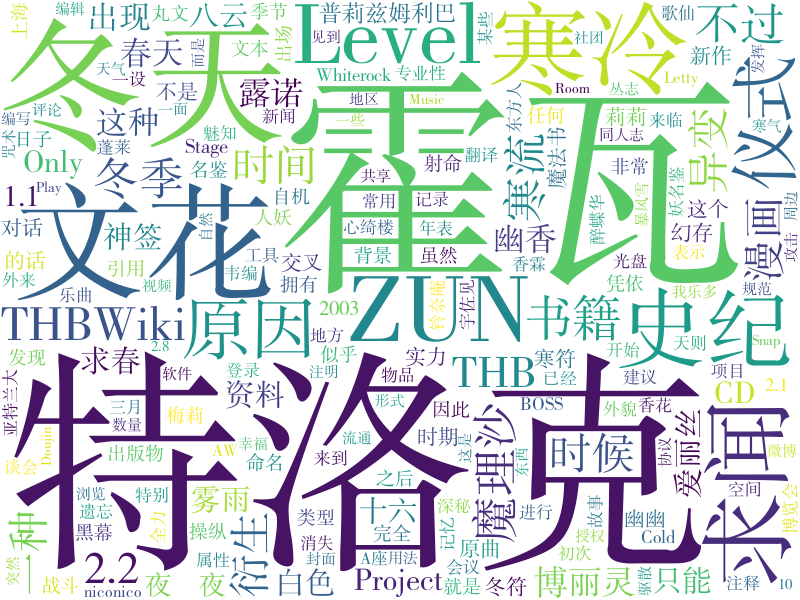 上海 编辑 丸文 八云 季节 出现 文本 出场 普莉兹姆利巴 见到 歌仙 某些 不过
天气 而是 社团
冬天 霍瓦 Level 寒冷 仪式
评论 一设 春天 不是 露诺 Whiterock 专业性 新作 Room 丛志 Letty 发挥
编写 一面 新闻 地区 Music 莉莉 东方人 任何 寒气
咒术 日子 这种 魅知 一些 同人志 来临 异变
蓬莱 Stage 时间 射命 翻译 寒流 魔法书 非常
Only 冬季 名鉴 自机 共享 妖名鉴 这个 漫画
1.1 Play 自然 人妖 常用 记录 暴风雪 幻存 周边
对话 文花 神签 心绮楼 年表 幽香 醉蝶华 表示 攻击
的话 引用 工具 背景 虽然 香霖
外来 韦编 交叉 光盘 凭依 我乐多 规范
乐曲 视频 拥有 2003 ZUN 铃奈庵 宇佐见 书籍 史纪
THBWiki 原因 地方 天则 Snap
发现 2.8 求春 登录 注明 似乎 实力 THB 寒符 开始 建议 项目 2.1
亚特兰大 软件 资料 物品 已经 CD
三月 数量 梅莉 形式 因此 BOSS 外貌 香花 微博
谈会 Doujin 出版物 AW 幸福 流通 时期 这是 魔理沙 时候 爱丽丝 协议 博览会
特洛克 求闻
命名 来到 东西 空间
一种 浏览 遗忘 特别 雾雨 之后 深秘 进行 故事 授权 幽幽 Cold
黑幕 全力 操纵 类型 十六 记忆 原曲 初次
突然 战斗 属性 衍生 消失 完全 封面 A座用法 会议 驱散 注释 10
2.2 niconico 夜 夜 白色 Project 就是 冬符 博丽灵 只能